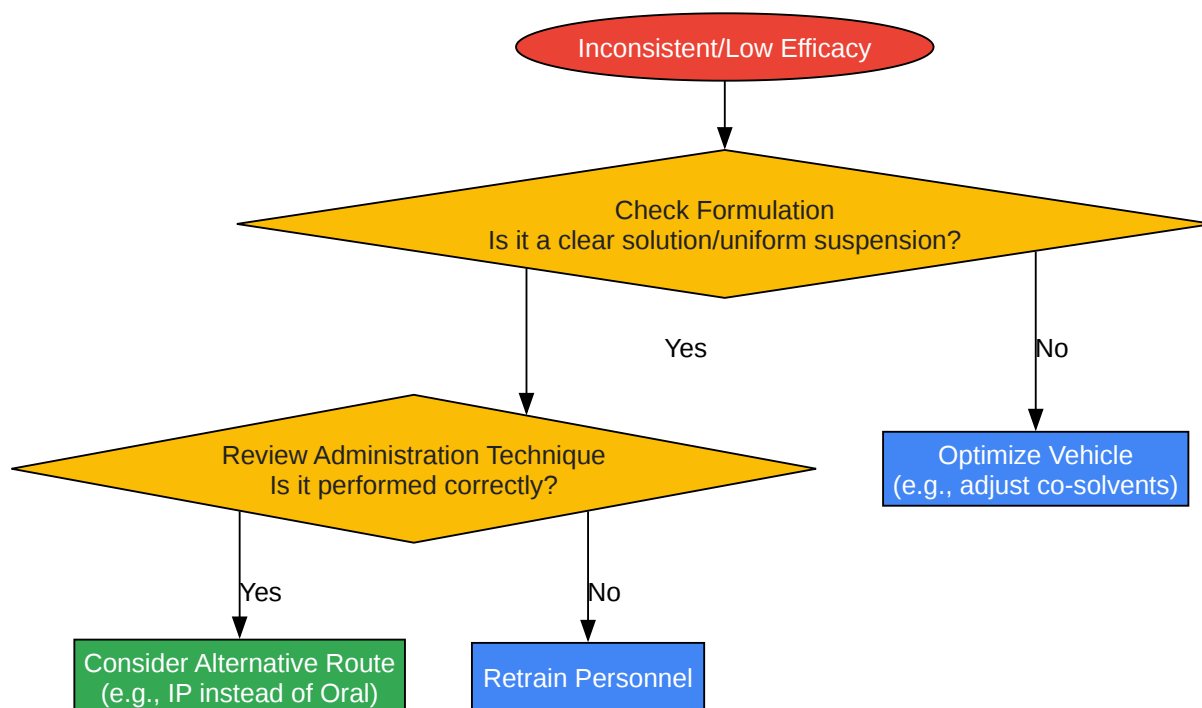 Inconsistent/Low Efficacy
Check Formulation
Is it a clear solution/uniform suspension?
Yes
No
Review Administration Technique
Is it performed correctly?
Optimize Vehicle
(e.g., adjust co-solvents)
Yes
No
Consider Alternative Route
(e.g., IP instead of Oral)
Retrain Personnel